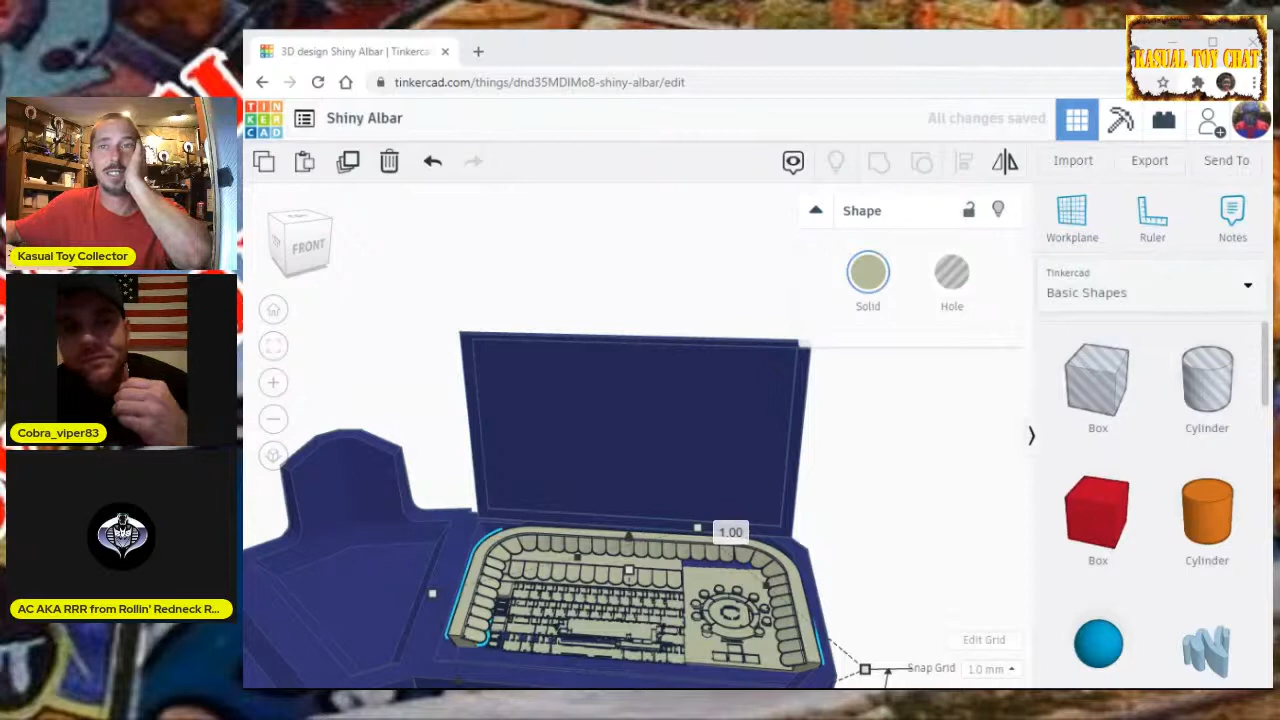 KASUAL TOY CHAT
3D design Shiny Albar | Tinkerca
tinkercad.com/things/dnd35MDIMo8-shiny-albar/edit
TIN
KER
CAD
Shiny Albar
All changes saved
Import
Export
Send To
Shape
Solid
Hole
Workplane
Ruler
Notes
FRONT
Tinkercad
Basic Shapes
Box
Cylinder
Box
Cylinder
1.00
Edit Grid
Snap Grid
1.0 mm
Kasual Toy Collector
Cobra_viper83
AC AKA RRR from Rollin' Redneck R...